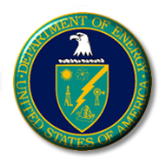 DEPARTMENT OF ENERGY
UNITED STATES OF AMERICA